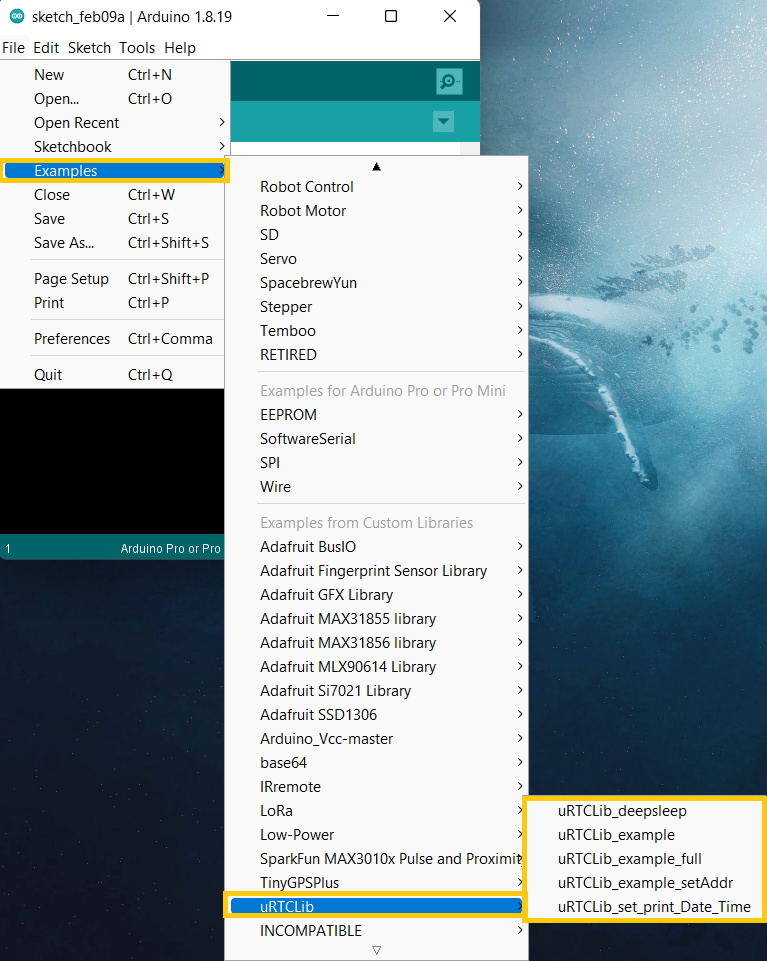 sketch_feb09a | Arduino 1.8.19
File Edit Sketch Tools Help
New Ctrl+N
Open... Ctrl+O
Open Recent
Sketchbook
Examples
Close Ctrl+W
Save Ctrl+S
Save As... Ctrl+Shift+S
Page Setup Ctrl+Shift+P
Print Ctrl+P
Preferences Ctrl+Comma
Quit Ctrl+Q
1 Arduino Pro or Pro
Robot Control
Robot Motor
SD
Servo
SpacebrewYun
Stepper
Temboo
RETIRED
Examples for Arduino Pro or Pro Mini
EEPROM
SoftwareSerial
SPI
Wire
Examples from Custom Libraries
Adafruit BusIO
Adafruit Fingerprint Sensor Library
Adafruit GFX Library
Adafruit MAX31855 library
Adafruit MAX31856 library
Adafruit MLX90614 Library
Adafruit Si7021 Library
Adafruit SSD1306
Arduino_Vcc-master
base64
IRremote
LoRa
Low-Power
SparkFun MAX3010x Pulse and Proximit
TinyGPSPlus
uRTCLib
INCOMPATIBLE
uRTCLib_deepsleep
uRTCLib_example
uRTCLib_example_full
uRTCLib_example_setAddr
uRTCLib_set_print_Date_Time